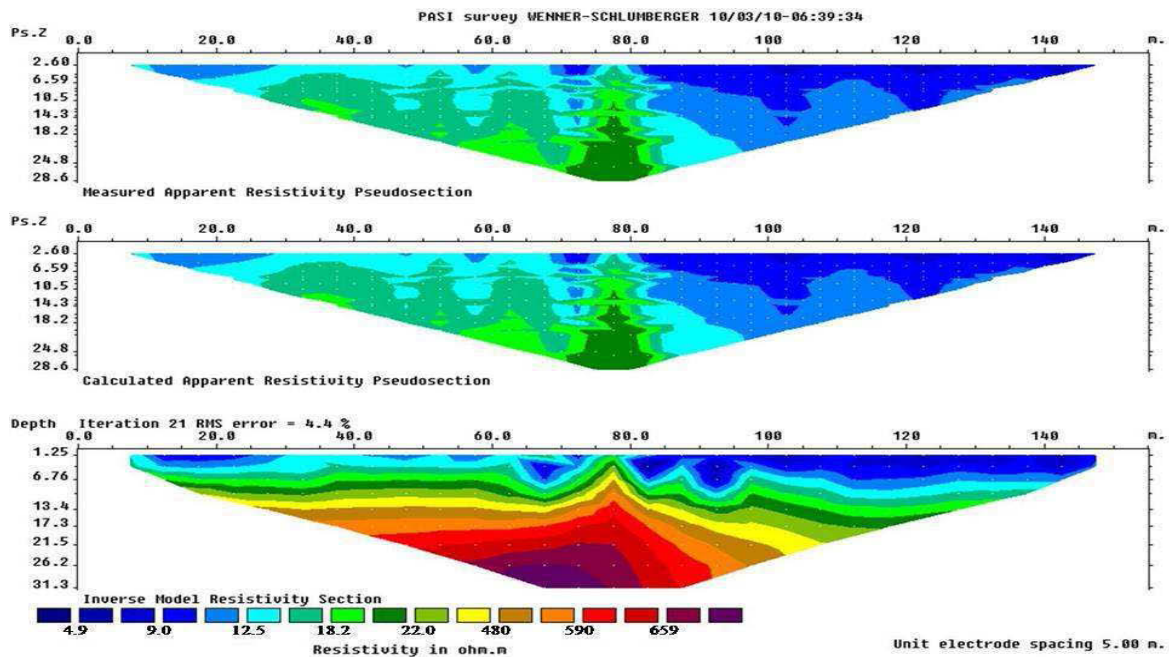 PASI survey WENNER-SCHLUMBERGER 10/03/10-06:39:34
Ps.Z 0.0 20.0 40.0 60.0 80.0 100 120 140 m.
2.60
6.59
10.5
14.3
18.2
24.8
28.6
Measured Apparent Resistivity Pseudosection
Ps.Z 0.0 20.0 40.0 60.0 80.0 100 120 140 m.
2.60
6.59
10.5
14.3
18.2
24.8
28.6
Calculated Apparent Resistivity Pseudosection
Depth Iteration 21 RMS error = 4.4 %
0.0 20.0 40.0 60.0 80.0 100 120 140 m.
1.25
6.76
13.4
17.3
21.5
26.2
31.3
Inverse Model Resistivity Section
4.9 9.0 12.5 18.2 22.0 480 590 659
Resistivity in ohm.m
Unit electrode spacing 5.00 m.